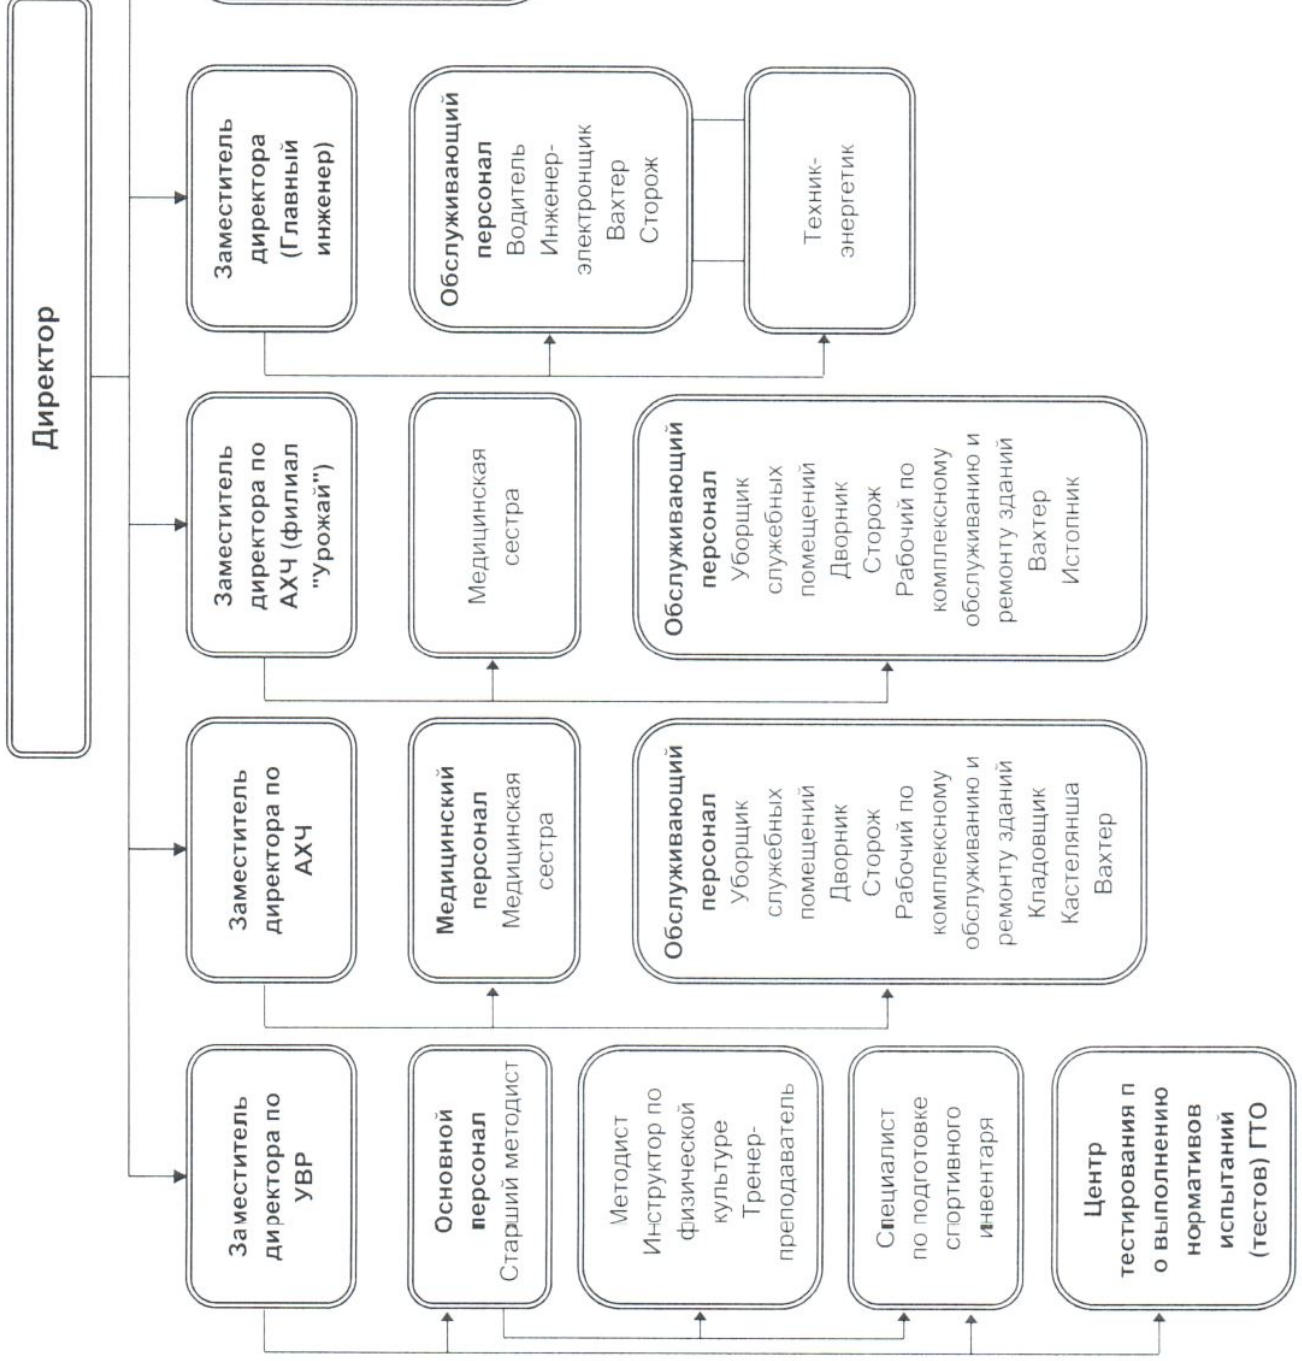 Директор
Заместитель
директора по
УВР
Основной
персонал
Старший методист
Методист
Инструктор по
физической
культуре
Тренер-
преподаватель
Специалист
по подготовке
спортивного
инвентаря
Центр
тестирования п
о выполнению
нормативов
испытаний
(тестов) ГТО
Заместитель
директора по
АХЧ
Медицинский
персонал
Медицинская
сестра
Обслуживающий
персонал
Уборщик
служебных
помещений
Дворник
Сторож
Рабочий по
комплексному
обслуживанию и
ремонту зданий
Кладовщик
Кастелянша
Вахтер
Заместитель
директора по
АХЧ (филиал
"Урожай")
Медицинская
сестра
Обслуживающий
персонал
Уборщик
служебных
помещений
Дворник
Сторож
Рабочий по
комплексному
обслуживанию и
ремонту зданий
Вахтер
Истопник
Заместитель
директора
(Главный
инженер)
Обслуживающий
персонал
Водитель
Инженер-
электронщик
Вахтер
Сторож
Техник-
энергетик